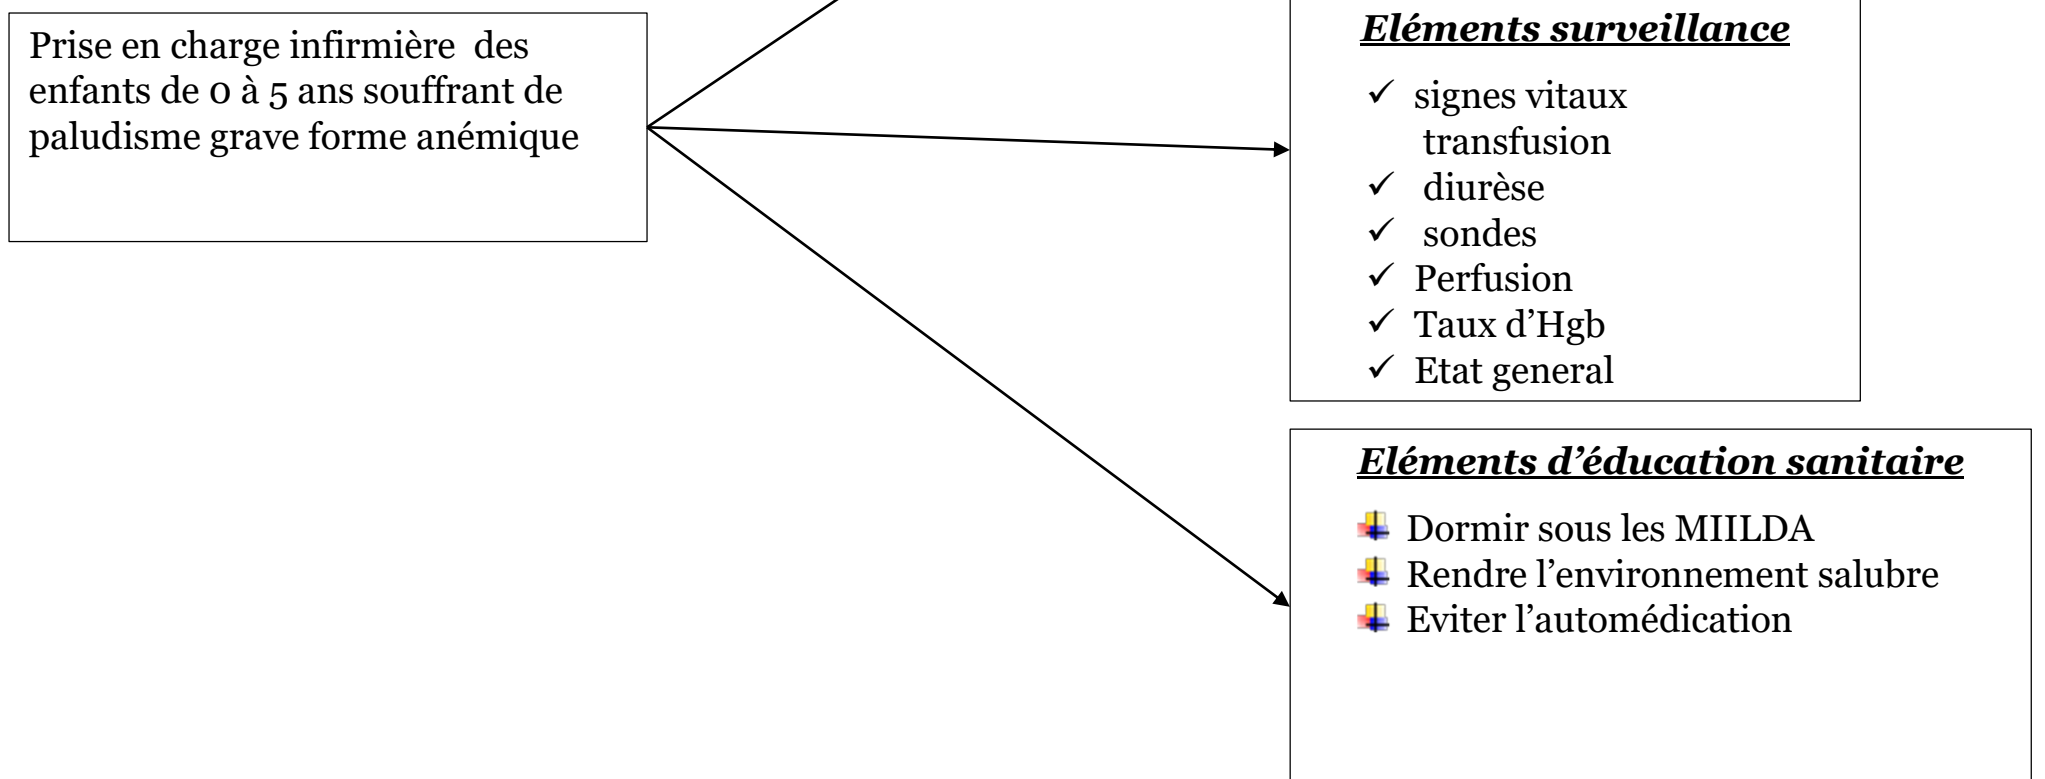 Prise en charge infirmière des
enfants de 0 à 5 ans souffrant de
paludisme grave forme anémique
Eléments surveillance
✓ signes vitaux
transfusion
✓ diurèse
✓ sondes
✓ Perfusion
✓ Taux d’Hgb
✓ Etat general
Eléments d’éducation sanitaire
Dormir sous les MIILDA
Rendre l’environnement salubre
Eviter l’automédication